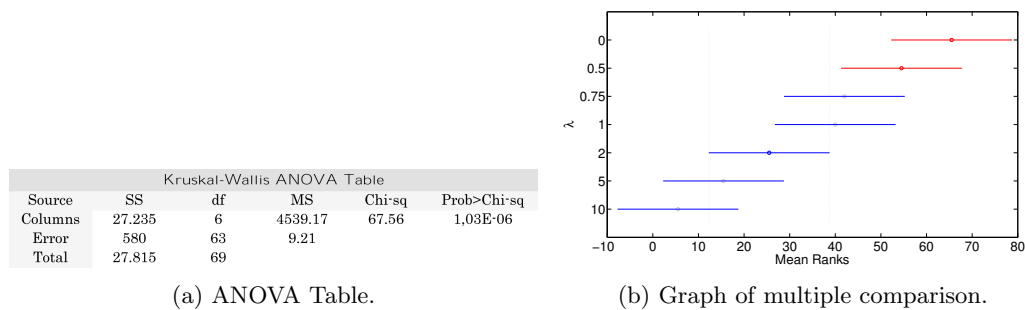 Kruskal-Wallis ANOVA Table
Source SS df MS Chi-sq Prob>Chi-sq
Columns 27.235 6 4539.17 67.56 1,03E-06
Error 580 63 9.21
Total 27.815 69
(a) ANOVA Table.
0
0.5
0.75
1
2
5
10
λ
−10 0 10 20 30 40 50 60 70 80
Mean Ranks
(b) Graph of multiple comparison.